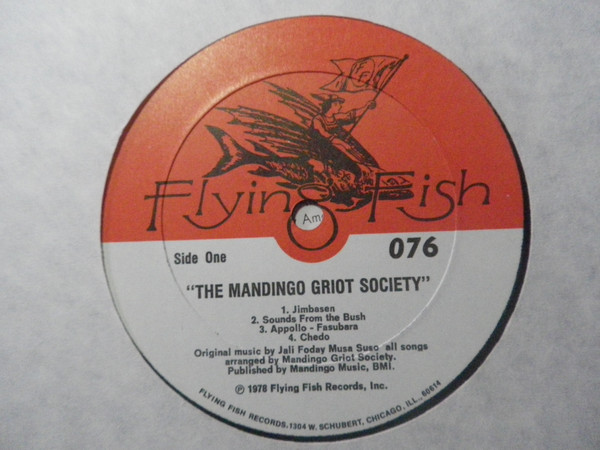 Flying Fish
Am
Side One
076
"THE MANDINGO GRIOT SOCIETY"
1. Jimbasen
2. Sounds From the Bush
3. Appollo - Fasubara
4. Chedo
Original music by Jali Foday Musa Suso all songs
arranged by Mandingo Griot Society.
Published by Mandingo Music, BMI.
℗ 1978 Flying Fish Records, Inc.
FLYING FISH RECORDS, 1304 W. SCHUBERT, CHICAGO, ILL., 60614